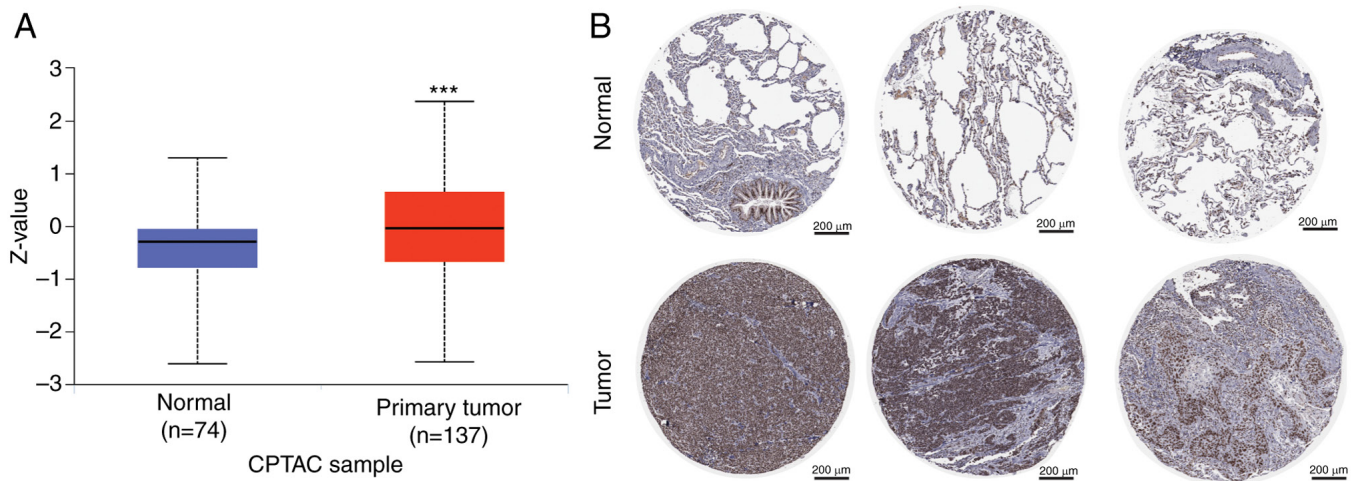 A
Z-value
3
2
1
0
−1
−2
−3
***
Normal
(n=74)
Primary tumor
(n=137)
CPTAC sample
B
Normal
200 μm
200 μm
200 μm
Tumor
200 μm
200 μm
200 μm